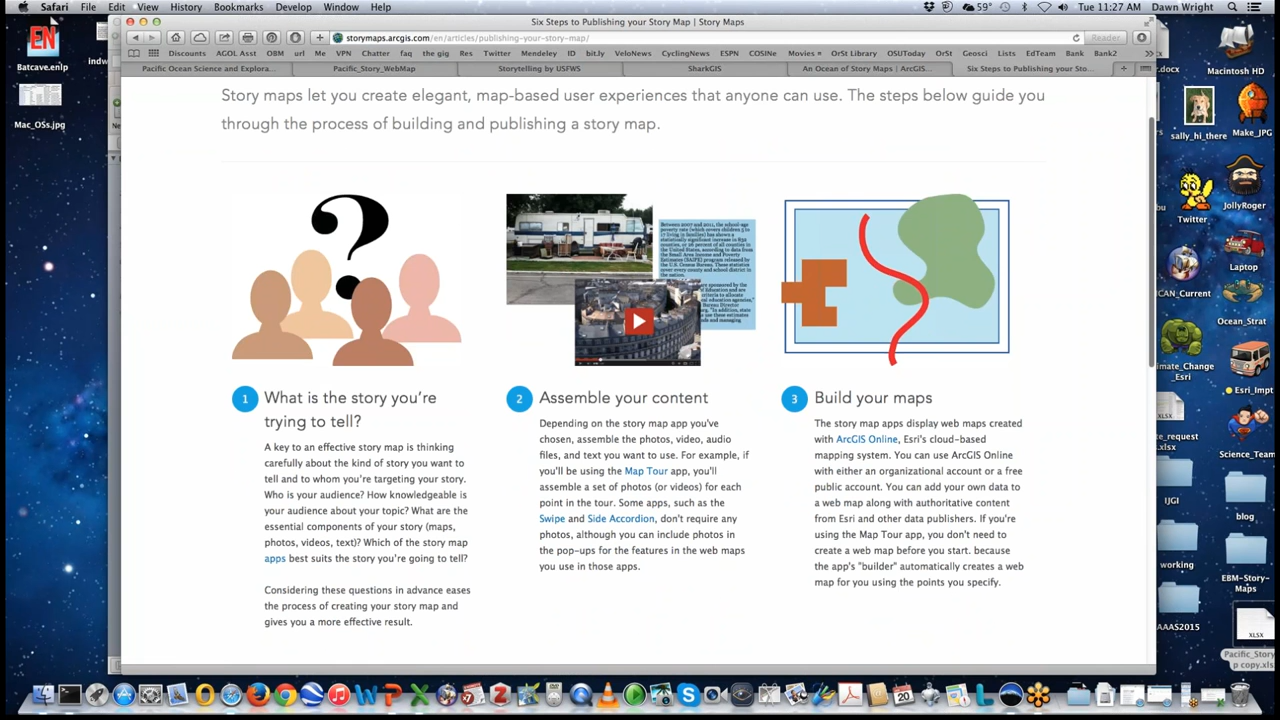 Safari File Edit View History Bookmarks Develop Window Help
59° Tue 11:27 AM Dawn Wright
Six Steps to Publishing your Story Map | Story Maps
storymaps.arcgis.com/en/articles/publishing-your-story-map/
Reader
Discounts AGOL Asst OBM url Me VPN Chatter faq the gig Res Twitter Mendeley ID bit.ly VeloNews CyclingNews ESPN COSINe Movies OrSt Library OSUToday OrSt Geosci Lists EdTeam Bank Bank2
Pacific Ocean Science and Explora... Pacific_Story_WebMap Storytelling by USFWS SharkGIS An Ocean of Story Maps | ArcGIS... Six Steps to Publishing your Sto...
Story maps let you create elegant, map-based user experiences that anyone can use. The steps below guide you
through the process of building and publishing a story map.
?
1 What is the story you're
trying to tell?
A key to an effective story map is thinking
carefully about the kind of story you want to
tell and to whom you're targeting your story.
Who is your audience? How knowledgeable is
your audience about your topic? What are the
essential components of your story (maps,
photos, videos, text)? Which of the story map
apps best suits the story you're going to tell?
Considering these questions in advance eases
the process of creating your story map and
gives you a more effective result.
2 Assemble your content
Depending on the story map app you've
chosen, assemble the photos, video, audio
files, and text you want to use. For example, if
you'll be using the Map Tour app, you'll
assemble a set of photos (or videos) for each
point in the tour. Some apps, such as the
Swipe and Side Accordion, don't require any
photos, although you can include photos in
the pop-ups for the features in the web maps
you use in those apps.
3 Build your maps
The story map apps display web maps created
with ArcGIS Online, Esri's cloud-based
mapping system. You can use ArcGIS Online
with either an organizational account or a free
public account. You can add your own data to
a web map along with authoritative content
from Esri and other data publishers. If you're
using the Map Tour app, you don't need to
create a web map before you start. because
the app's "builder" automatically creates a web
map for you using the points you specify.
EN
Batcave.enlp
indw
Mac_OSs.jpg
Macintosh HD
.docx
sally_hi_there
Make_JPG
Twitter
JollyRoger
Laptop
ICAN_Current
Ocean_Strat
imate_Change
_Esri
Esri_Impt
XLSX
te_request
.xlsx
Science_Team
IJGI
blog
working
EBM-Story-
Maps
AAAS2015
XLSX
Pacific_Story
p copy.xls
20